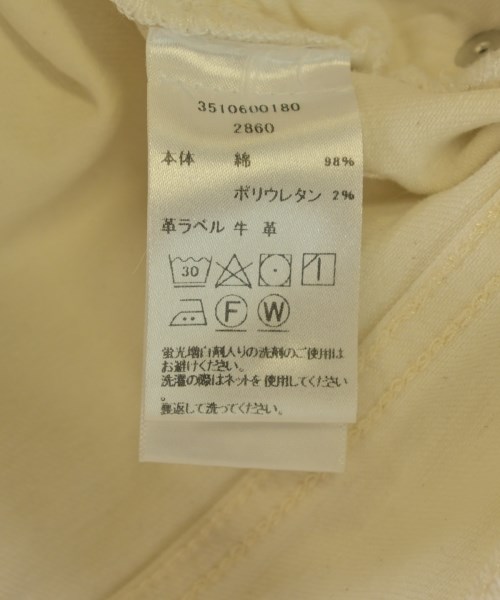 3510600180
2860
本体 綿 98%
ポリウレタン 2%
革ラベル 牛 革
30
F W
蛍光増白剤入りの洗剤のご使用は
お避けください。
洗濯の際はネットを使用してください
。
裏返して洗ってください。